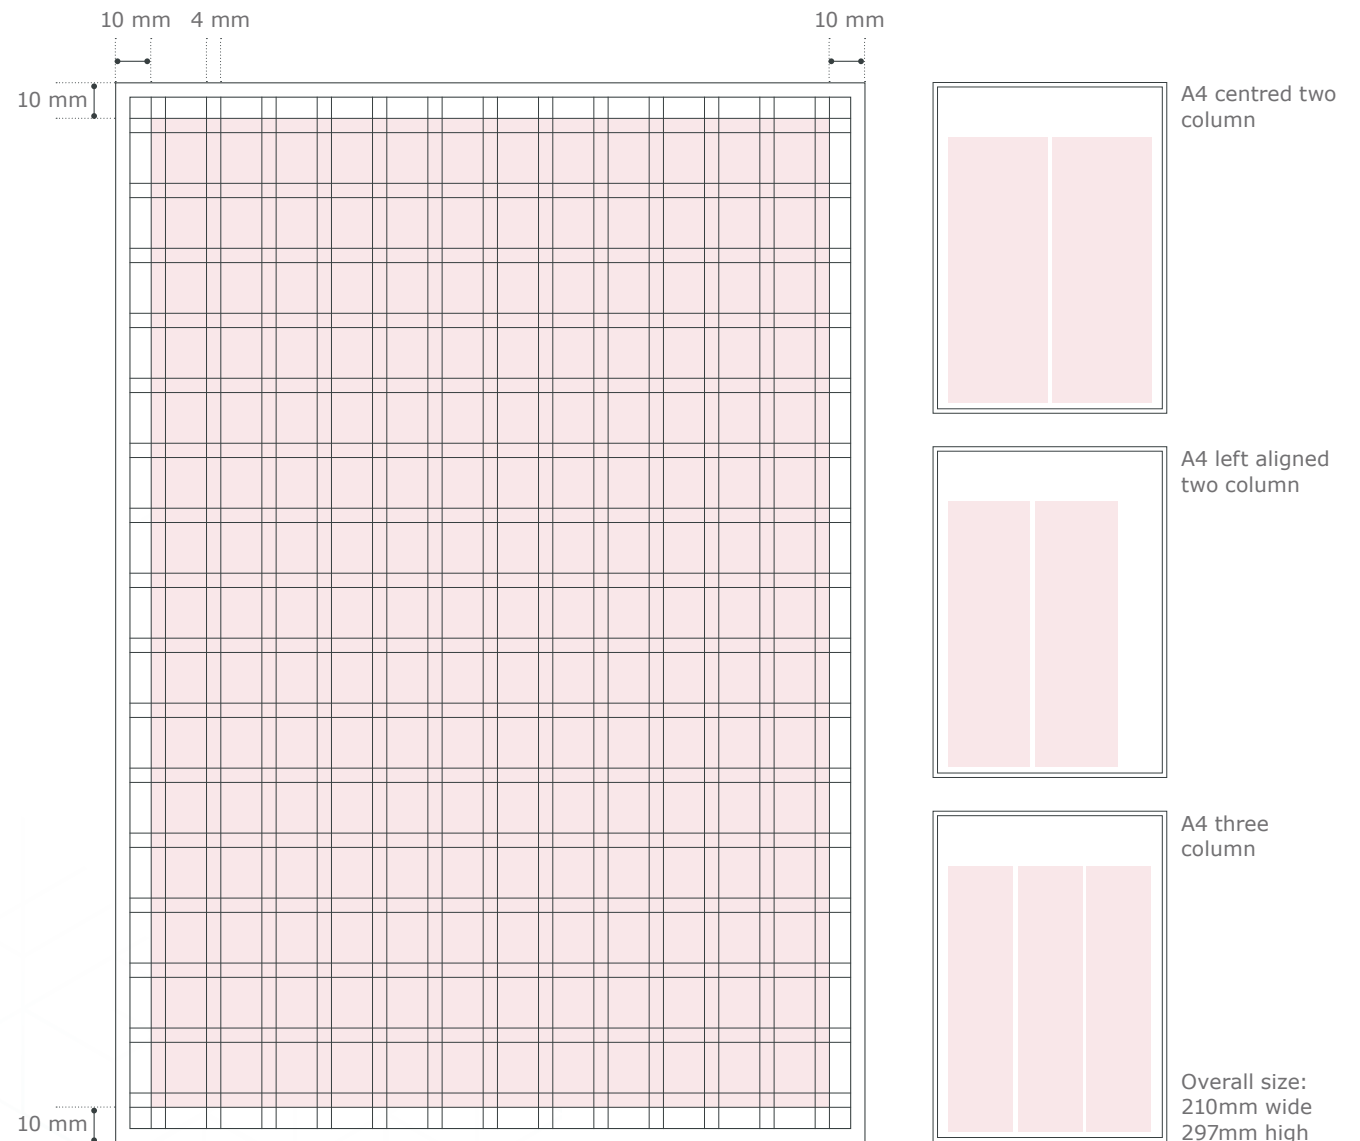 10 mm 4 mm 10 mm
10 mm
A4 centred two
column
A4 left aligned
two column
A4 three
column
Overall size:
210mm wide
297mm high
10 mm